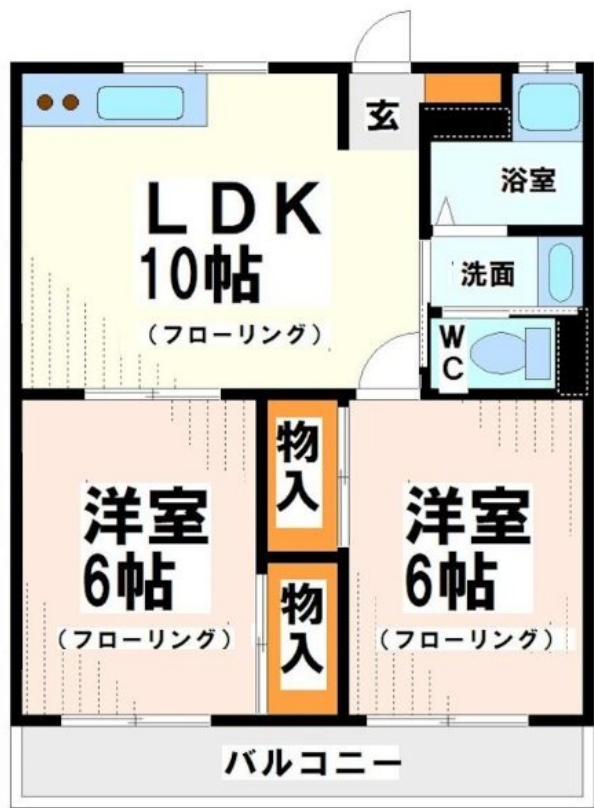 玄
浴室
LDK
10帖
(フローリング)
洗面
WC
物入
洋室
6帖
(フローリング)
洋室
6帖
(フローリング)
物入
バルコニー